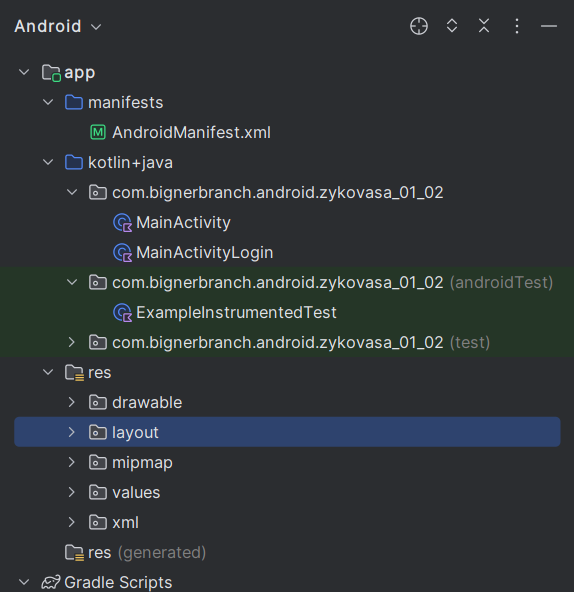 Android
app
manifests
AndroidManifest.xml
kotlin+java
com.bignerbranch.android.zykovasa_01_02
MainActivity
MainActivityLogin
com.bignerbranch.android.zykovasa_01_02 (androidTest)
ExampleInstrumentedTest
com.bignerbranch.android.zykovasa_01_02 (test)
res
drawable
layout
mipmap
values
xml
res (generated)
Gradle Scripts